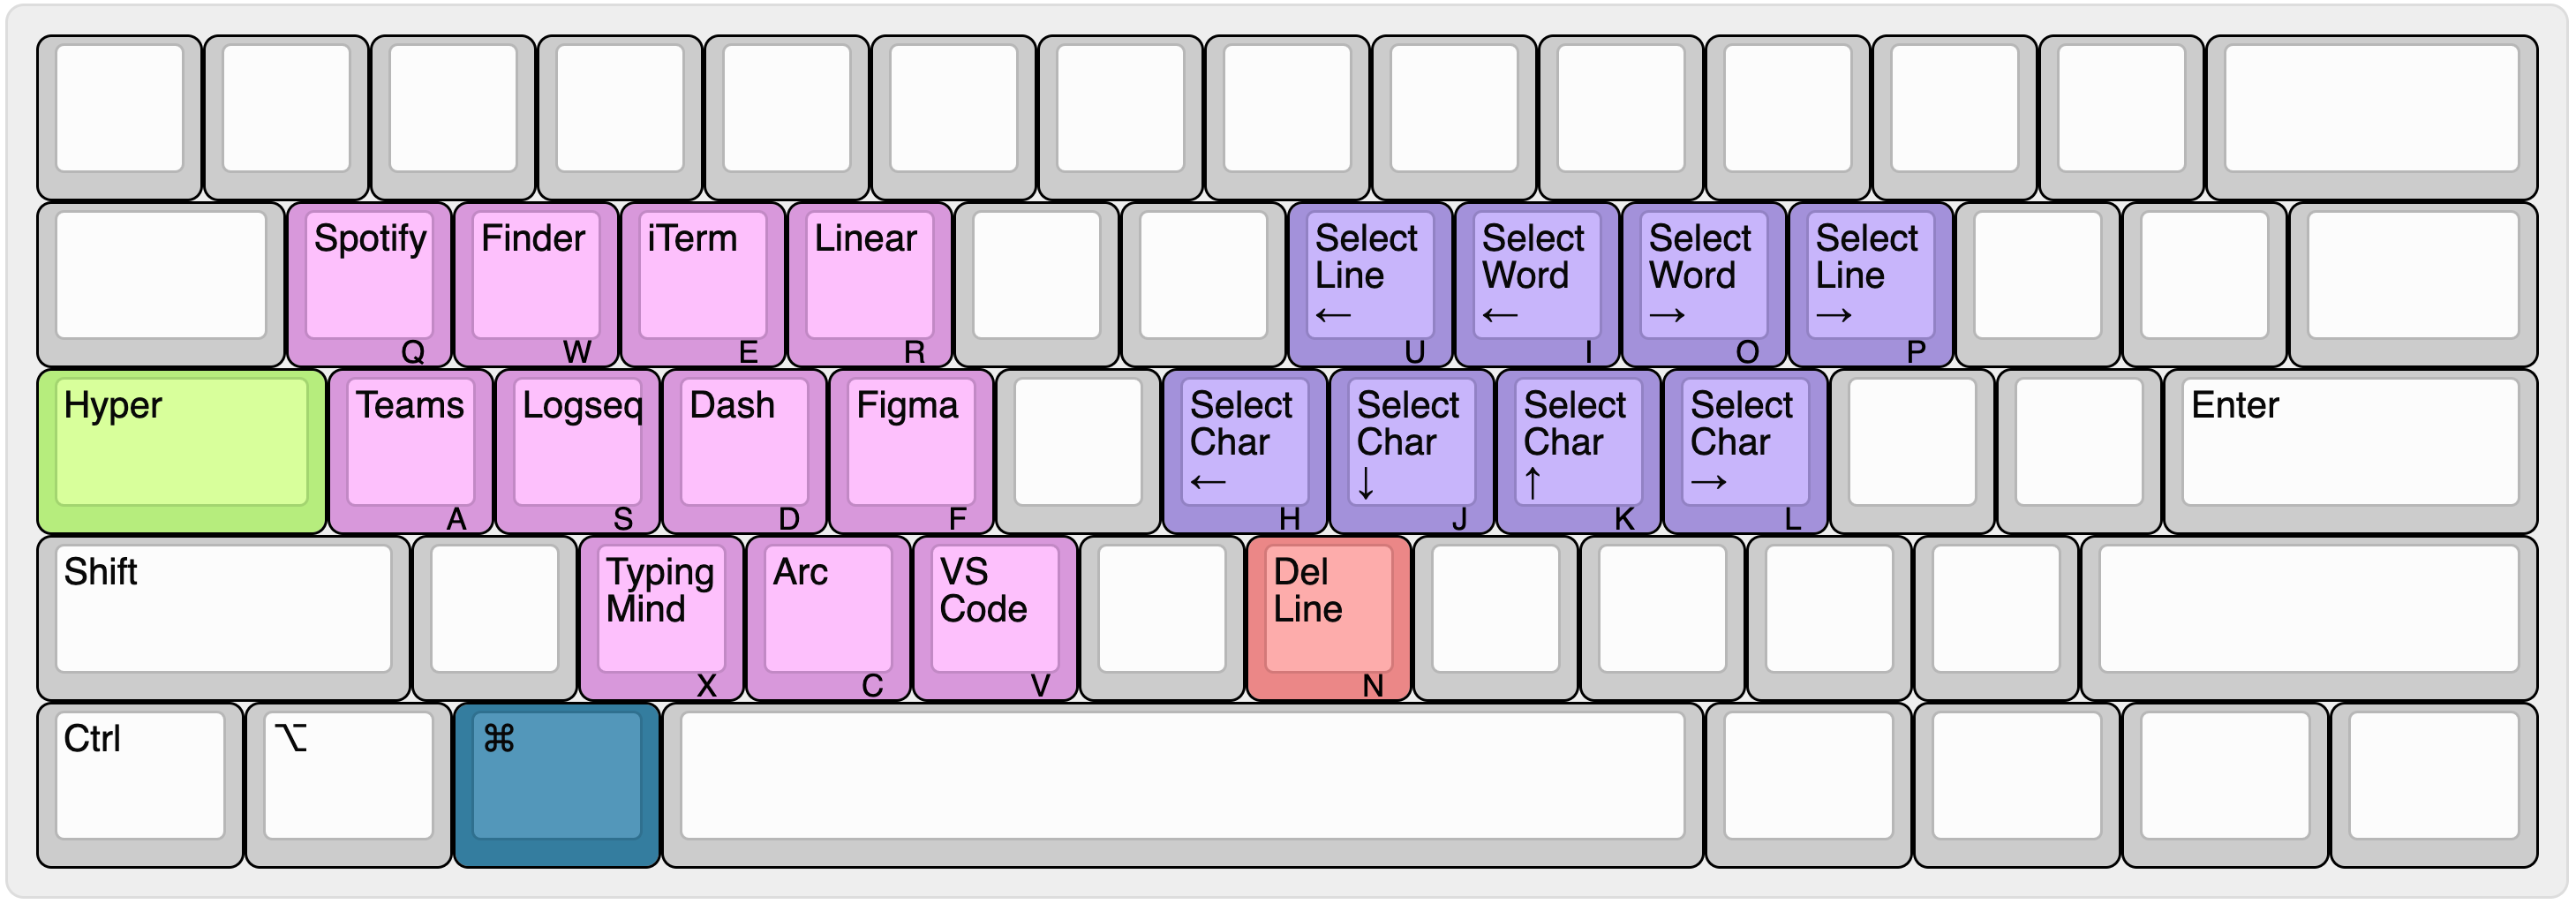 Spotify
Q
Finder
W
iTerm
E
Linear
R
Select
Line
←
U
Select
Word
←
I
Select
Word
→
O
Select
Line
→
P
Hyper
Teams
A
Logseq
S
Dash
D
Figma
F
Select
Char
←
H
Select
Char
↓
J
Select
Char
↑
K
Select
Char
→
L
Enter
Shift
Typing
Mind
X
Arc
C
VS
Code
V
Del
Line
N
Ctrl
⌥
⌘